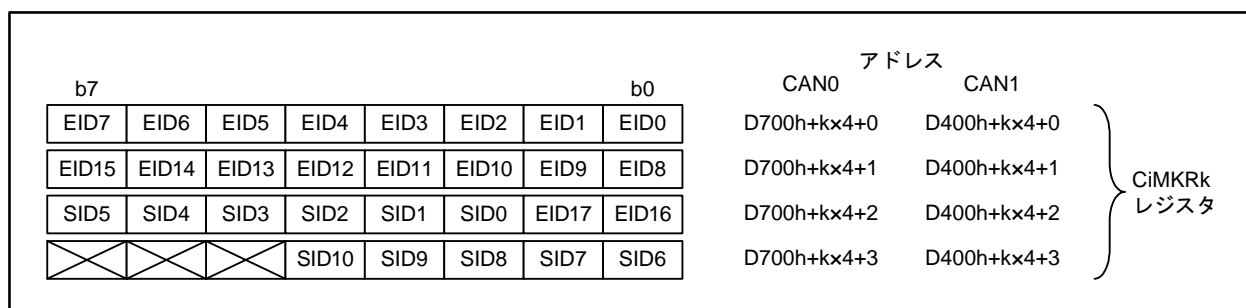 アドレス
b7 b0 CAN0 CAN1
EID7 EID6 EID5 EID4 EID3 EID2 EID1 EID0 D700h+k×4+0 D400h+k×4+0
EID15 EID14 EID13 EID12 EID11 EID10 EID9 EID8 D700h+k×4+1 D400h+k×4+1
SID5 SID4 SID3 SID2 SID1 SID0 EID17 EID16 D700h+k×4+2 D400h+k×4+2
SID10 SID9 SID8 SID7 SID6 D700h+k×4+3 D400h+k×4+3
CiMKRk
レジスタ